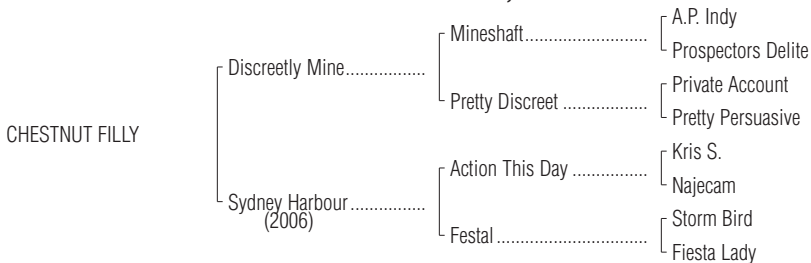 A.P. Indy
Mineshaft..........................
Prospectors Delite
Discreetly Mine.................
Private Account
Pretty Discreet ..................
Pretty Persuasive
CHESTNUT FILLY
Kris S.
Action This Day ................
Najecam
Sydney Harbour ................
(2006)
Storm Bird
Festal ................................
Fiesta Lady